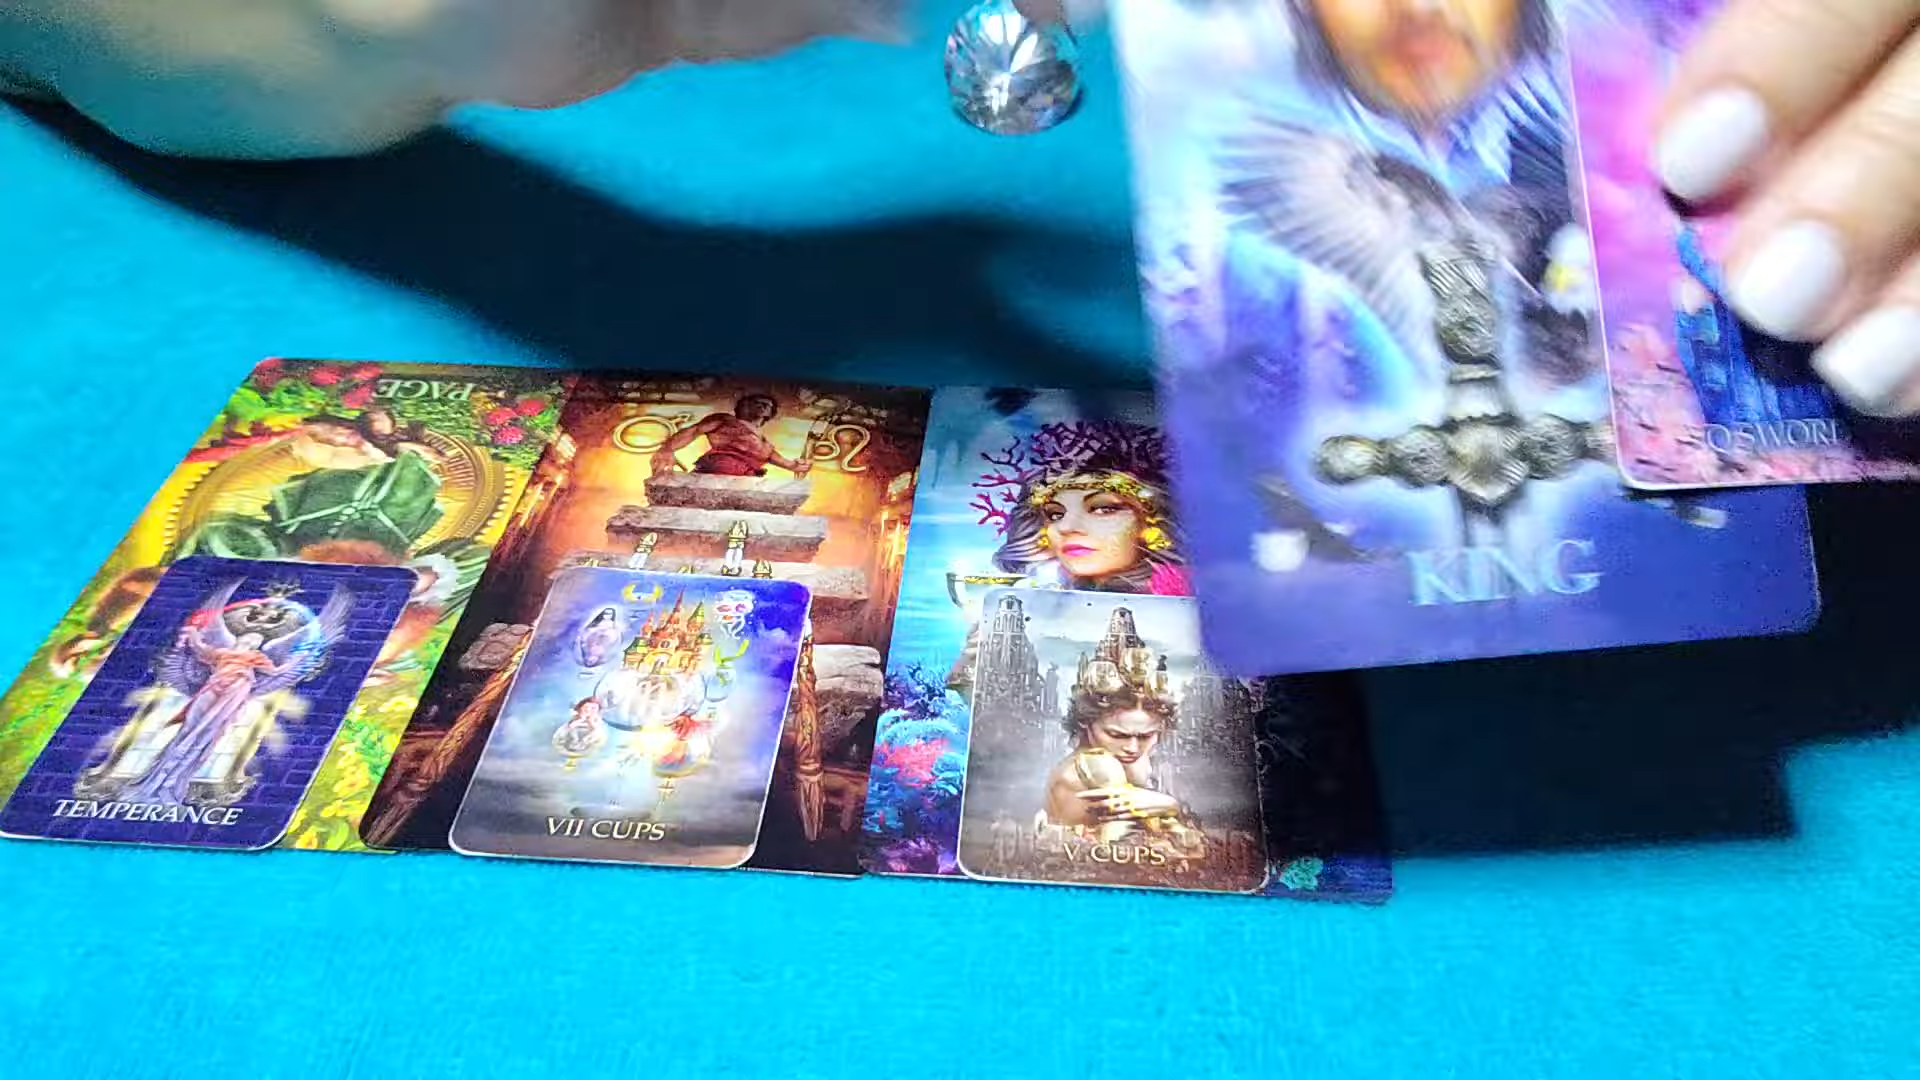 PAGE
KING
TEMPERANCE
VII CUPS
V CUPS